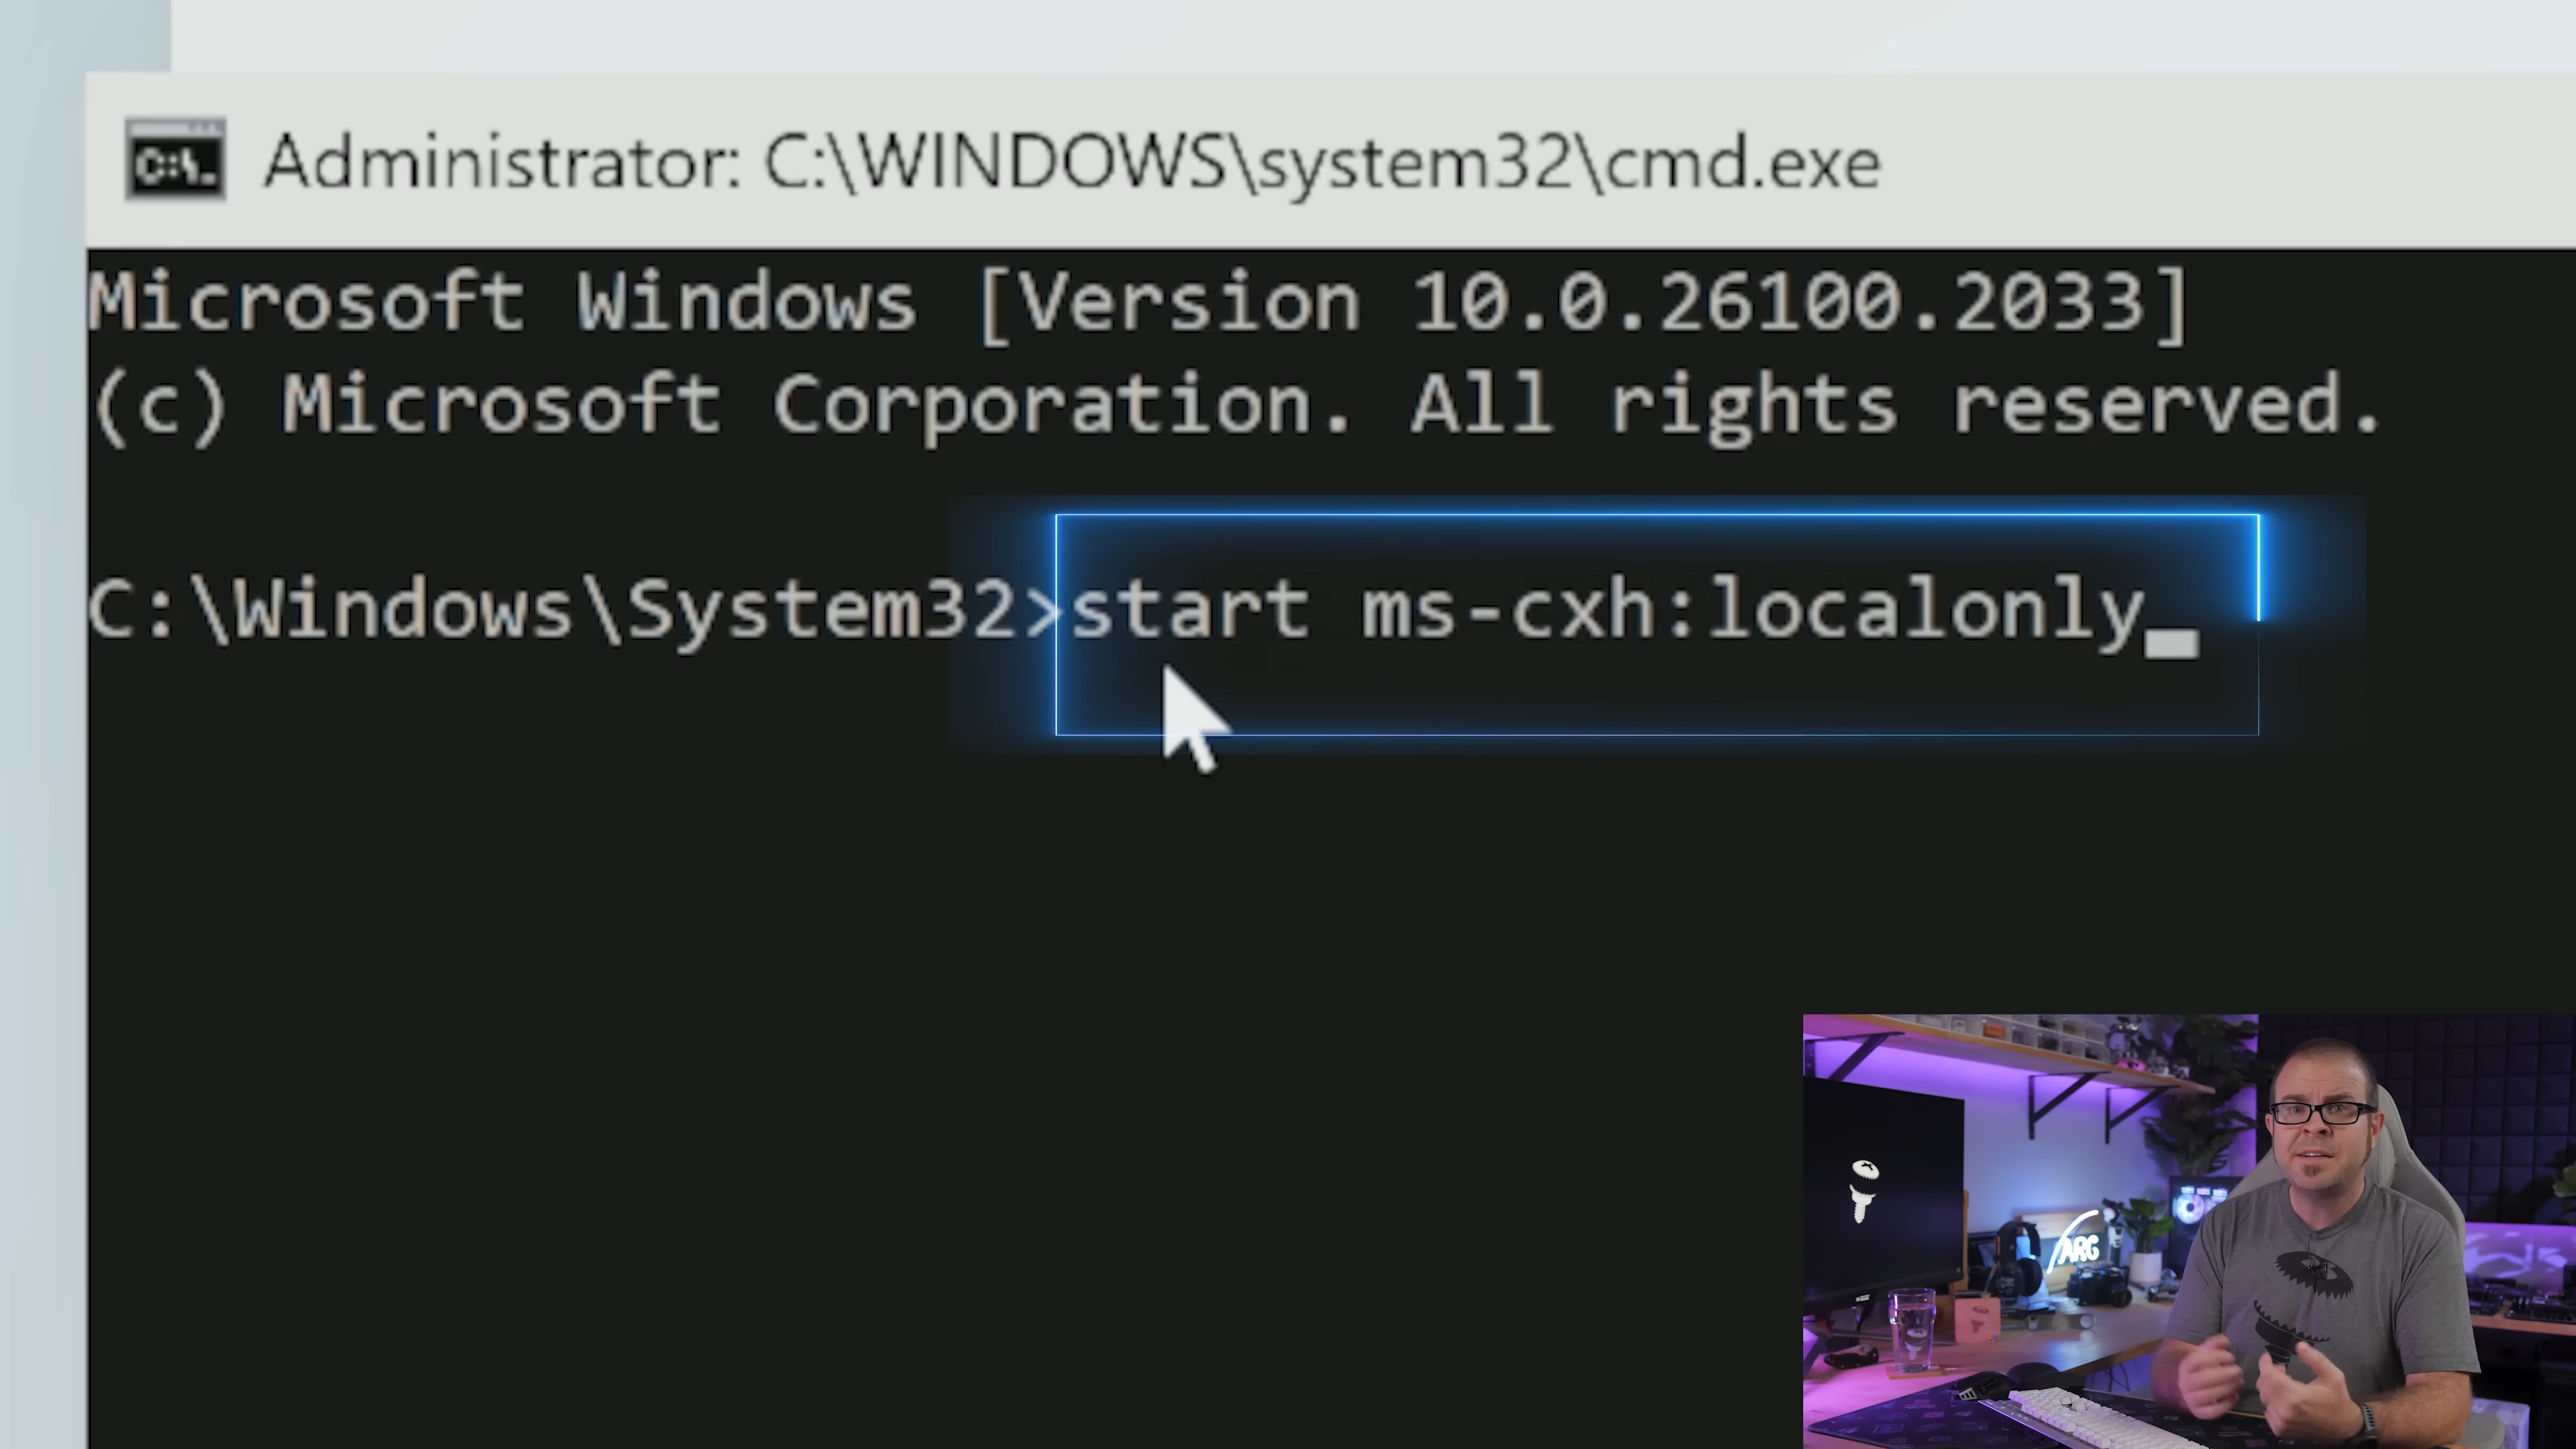 C:\.
Administrator: C:\WINDOWS\system32\cmd.exe
Microsoft Windows [Version 10.0.26100.2033]
(c) Microsoft Corporation. All rights reserved.
C:\Windows\System32>start ms-cxh:localonly
ARG